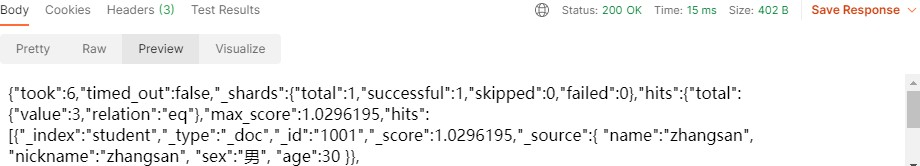 Body Cookies Headers (3) Test Results Status: 200 OK Time: 15 ms Size: 402 B Save Response
Pretty Raw Preview Visualize
{"took":6,"timed_out":false,"_shards":{"total":1,"successful":1,"skipped":0,"failed":0},"hits":{"total":
{"value":3,"relation":"eq"},"max_score":1.0296195,"hits":
[{"_index":"student","_type":"_doc","_id":"1001","_score":1.0296195,"_source":{ "name":"zhangsan",
"nickname":"zhangsan", "sex":"男", "age":30 }},